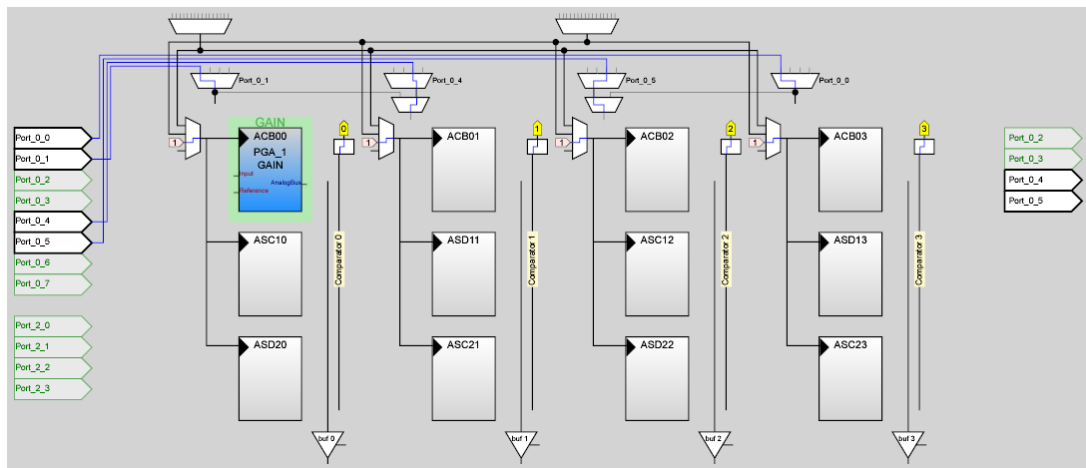 Port_0_1
Port_0_4
Port_0_5
Port_0_0
GAIN
0
1
2
3
Port_0_0
Port_0_1
Port_0_2
Port_0_3
Port_0_4
Port_0_5
Port_0_6
Port_0_7
Port_2_0
Port_2_1
Port_2_2
Port_2_3
1
ACB00
PGA_1
GAIN
Input
AnalogBus
Reference
ASC10
ASD20
Comparator 0
buf 0
1
ACB01
ASD11
ASC21
Comparator 1
buf 1
1
ACB02
ASC12
ASD22
Comparator 2
buf 2
1
ACB03
ASD13
ASC23
Comparator 3
buf 3
Port_0_2
Port_0_3
Port_0_4
Port_0_5